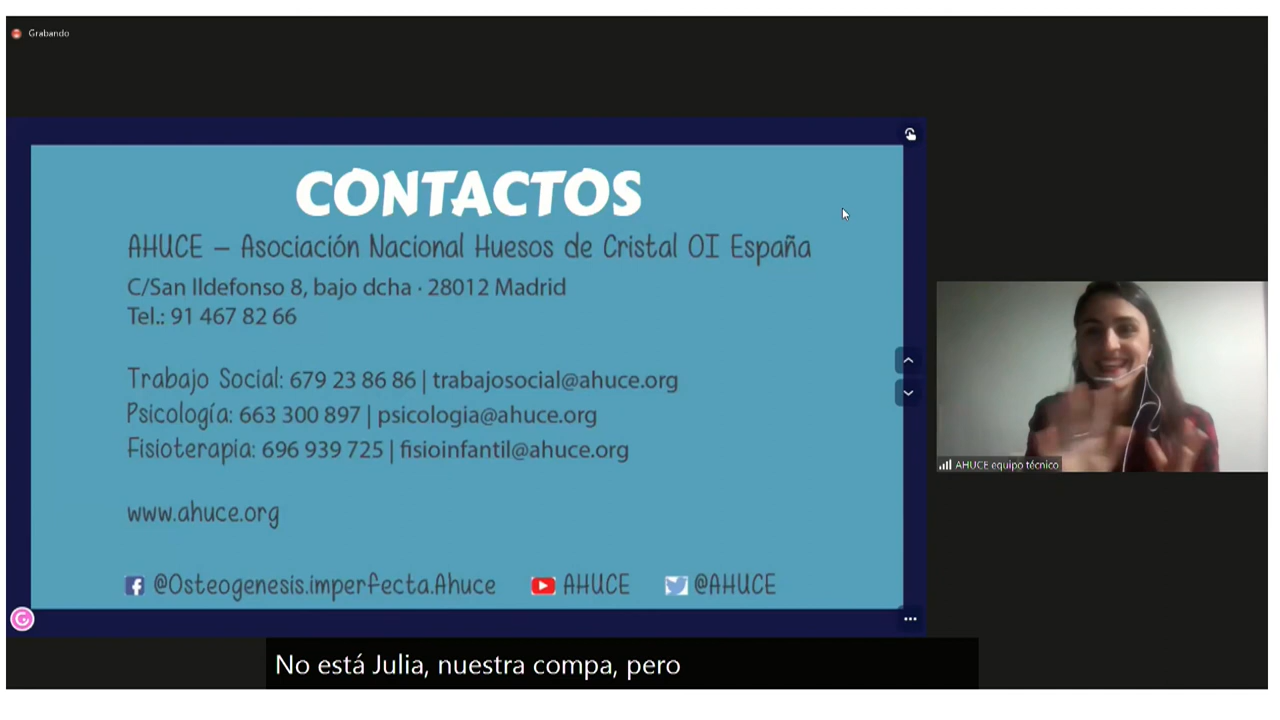 Grabando
CONTACTOS
AHUCE – Asociación Nacional Huesos de Cristal OI España
C/San Ildefonso 8, bajo dcha · 28012 Madrid
Tel.: 91 467 82 66
Trabajo Social: 679 23 86 86 | trabajosocial@ahuce.org
Psicología: 663 300 897 | psicologia@ahuce.org
Fisioterapia: 696 939 725 | fisioinfantil@ahuce.org
www.ahuce.org
@Osteogenesis.imperfecta.Ahuce AHUCE @AHUCE
AHUCE equipo técnico
No está Julia, nuestra compa, pero